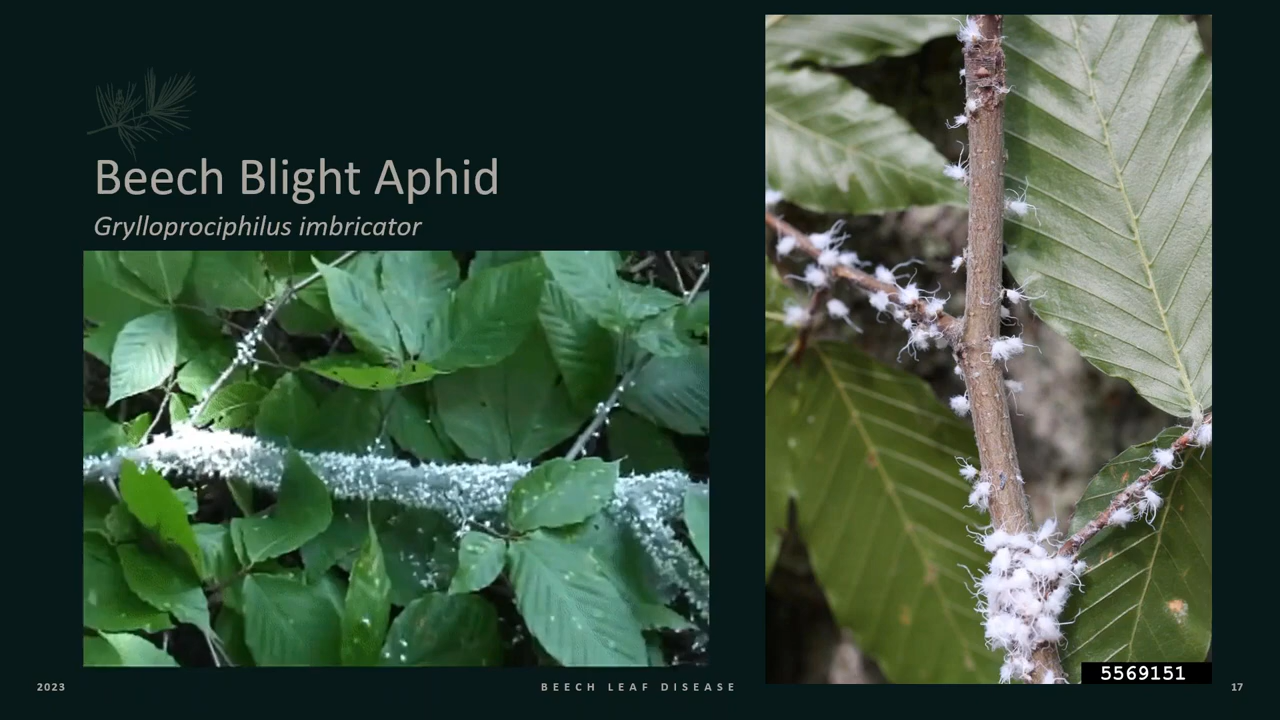 Beech Blight Aphid
Grylloprociphilus imbricator
5569151
2023
BEECH LEAF DISEASE
17